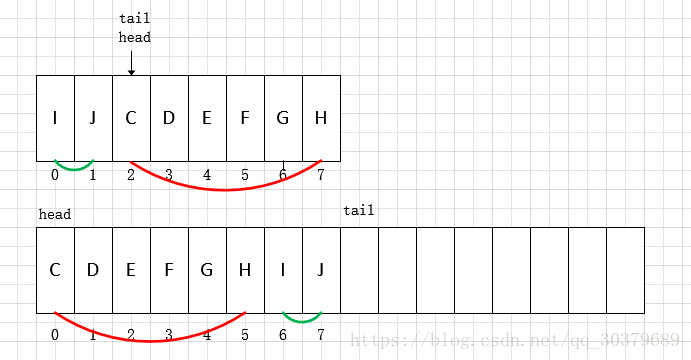 tail
head
I J C D E F G H
0 1 2 3 4 5 6 7
head tail
C D E F G H I J
0 1 2 3 4 5 6 7
https://blog.csdn.net/qq_30379689